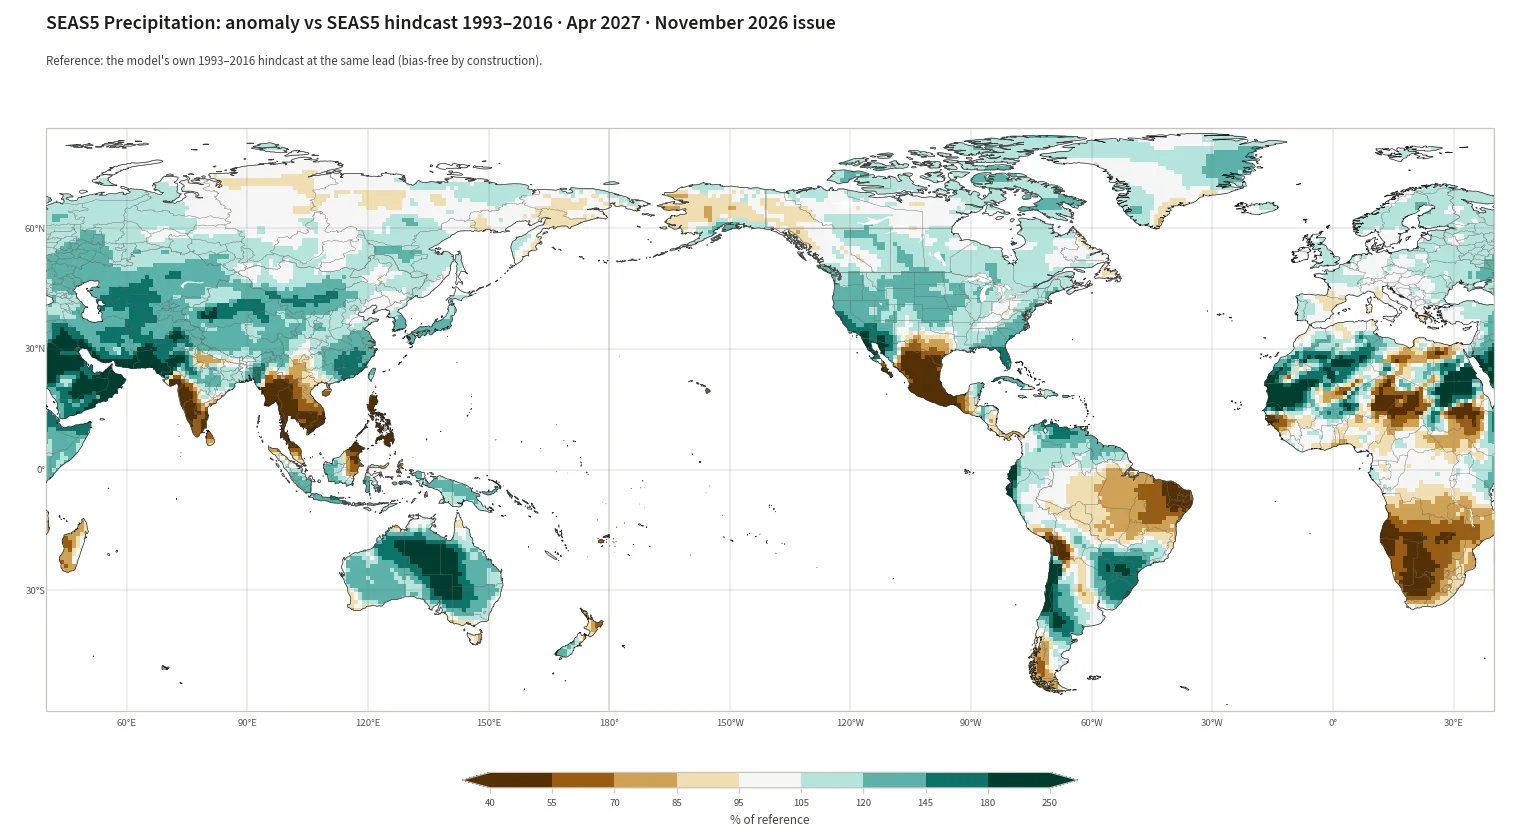 SEAS5 Precipitation: anomaly vs SEAS5 hindcast 1993–2016 · Apr 2027 · November 2026 issue
Reference: the model's own 1993–2016 hindcast at the same lead (bias-free by construction).
60°N
30°N
0°
30°S
60°E 90°E 120°E 150°E 180° 150°W 120°W 90°W 60°W 30°W 0° 30°E
40 55 70 85 95 105 120 145 180 250
% of reference